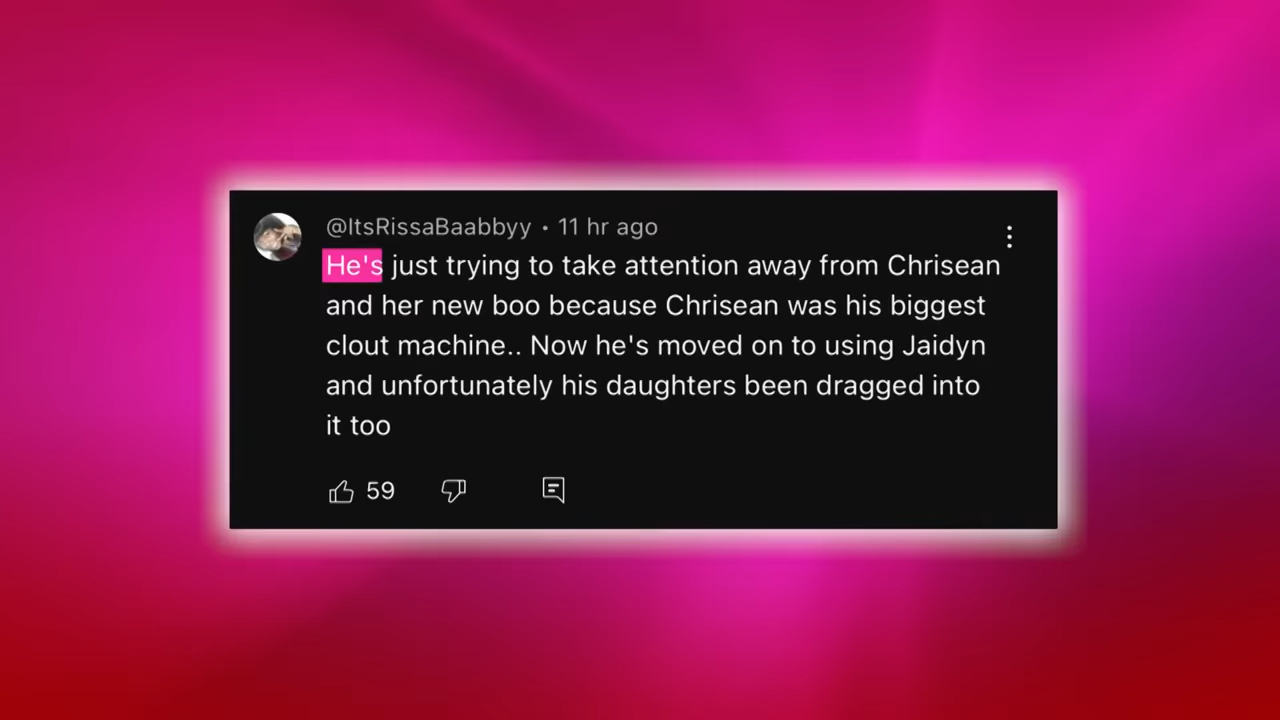 @ItsRissaBaabbyy • 11 hr ago
He's just trying to take attention away from Chrisean
and her new boo because Chrisean was his biggest
clout machine.. Now he's moved on to using Jaidyn
and unfortunately his daughters been dragged into
it too
59